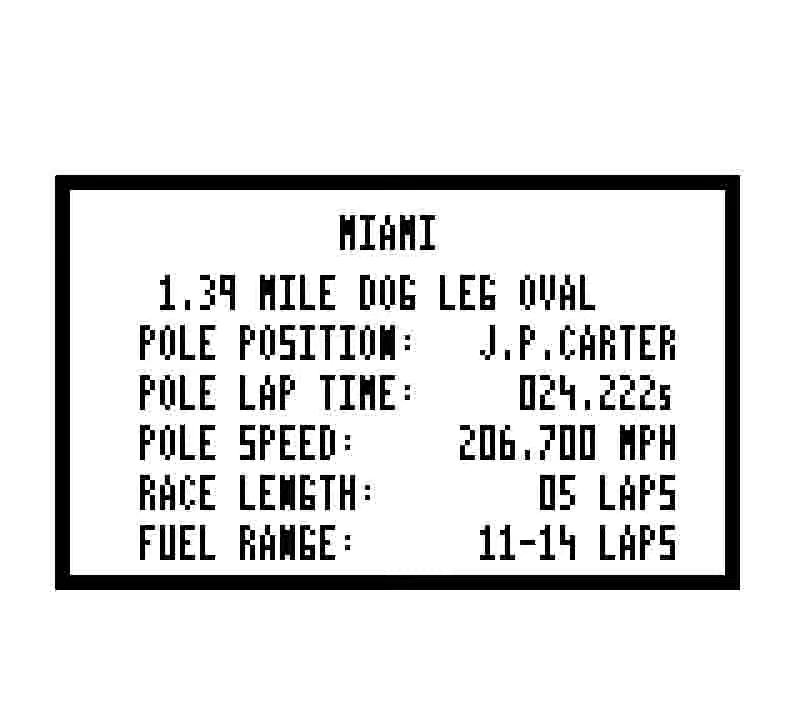 MIAMI
1.39 MILE DOG LEG OVAL
POLE POSITION: J.P.CARTER
POLE LAP TIME: 024.222s
POLE SPEED: 206.700 MPH
RACE LENGTH: 05 LAPS
FUEL RANGE: 11-14 LAPS